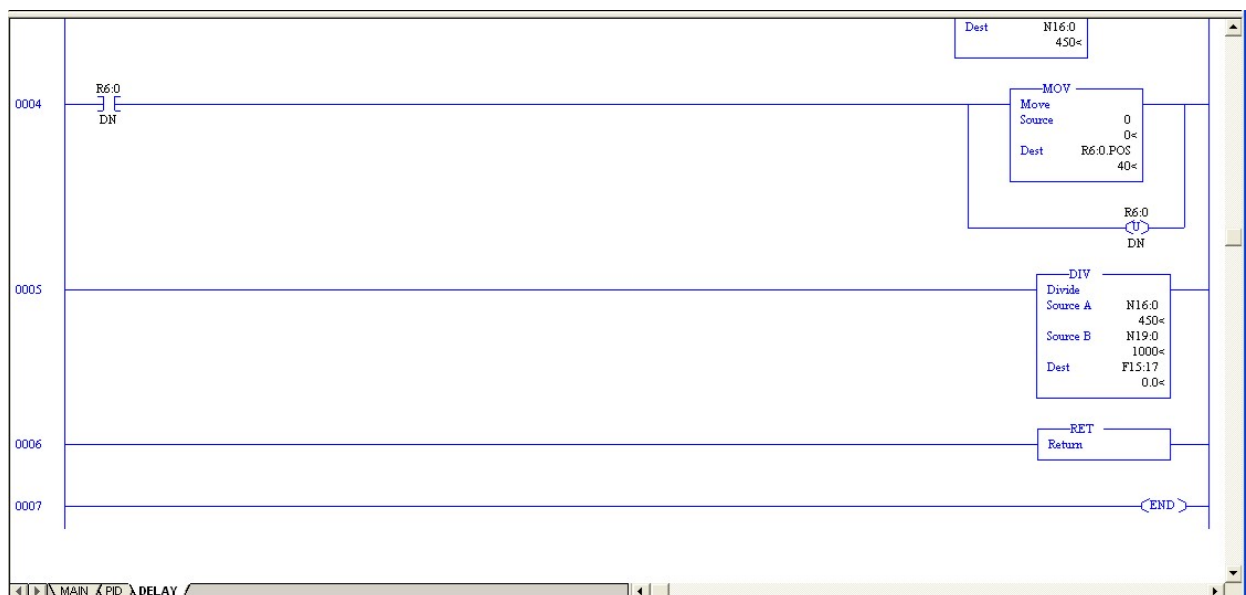 Dest N16:0
450<
R6:0
0004
DN
MOV
Move
Source 0
0<
Dest R6:0.POS
40<
R6:0
U
DN
0005
DIV
Divide
Source A N16:0
450<
Source B N19:0
1000<
Dest F15:17
0.0<
0006
RET
Return
0007
END
MAIN PID DELAY